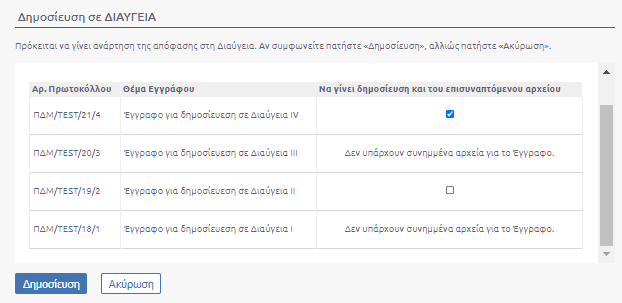 Δημοσίευση σε ΔΙΑΥΓΕΙΑ
Πρόκειται να γίνει ανάρτηση της απόφασης στη Διαύγεια. Αν συμφωνείτε πατήστε «Δημοσίευση», αλλιώς πατήστε «Ακύρωση».
Αρ. Πρωτοκόλλου Θέμα Εγγράφου Να γίνει δημοσίευση και του επισυναπτόμενου αρχείου
ΠΔΜ/TEST/21/4 Έγγραφο για δημοσίευση σε Διαύγεια IV
ΠΔΜ/TEST/20/3 Έγγραφο για δημοσίευση σε Διαύγεια III Δεν υπάρχουν συνημμένα αρχεία για το Έγγραφο.
ΠΔΜ/TEST/19/2 Έγγραφο για δημοσίευση σε Διαύγεια II
ΠΔΜ/TEST/18/1 Έγγραφο για δημοσίευση σε Διαύγεια I Δεν υπάρχουν συνημμένα αρχεία για το Έγγραφο.
Δημοσίευση Ακύρωση